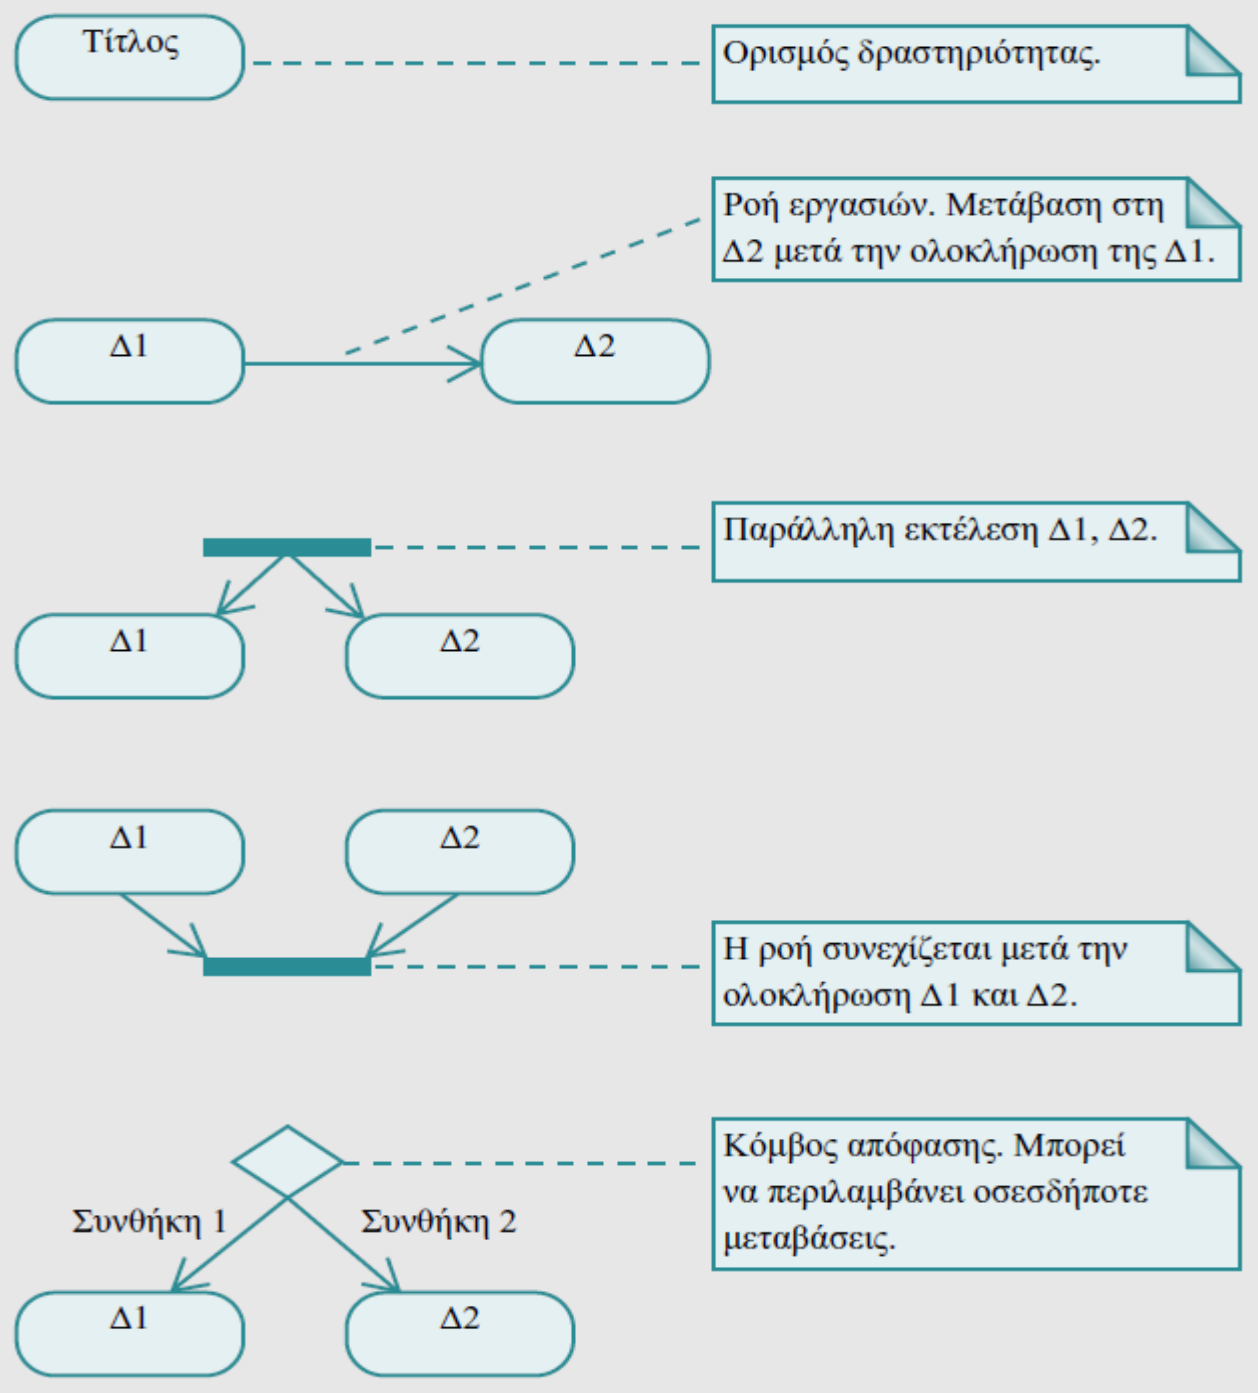 Τίτλος
Ορισμός δραστηριότητας.
Ροή εργασιών. Μετάβαση στη
Δ2 μετά την ολοκλήρωση της Δ1.
Δ1
Δ2
Παράλληλη εκτέλεση Δ1, Δ2.
Δ1
Δ2
Δ1
Δ2
Η ροή συνεχίζεται μετά την
ολοκλήρωση Δ1 και Δ2.
Κόμβος απόφασης. Μπορεί
να περιλαμβάνει οσεσδήποτε
μεταβάσεις.
Συνθήκη 1
Συνθήκη 2
Δ1
Δ2